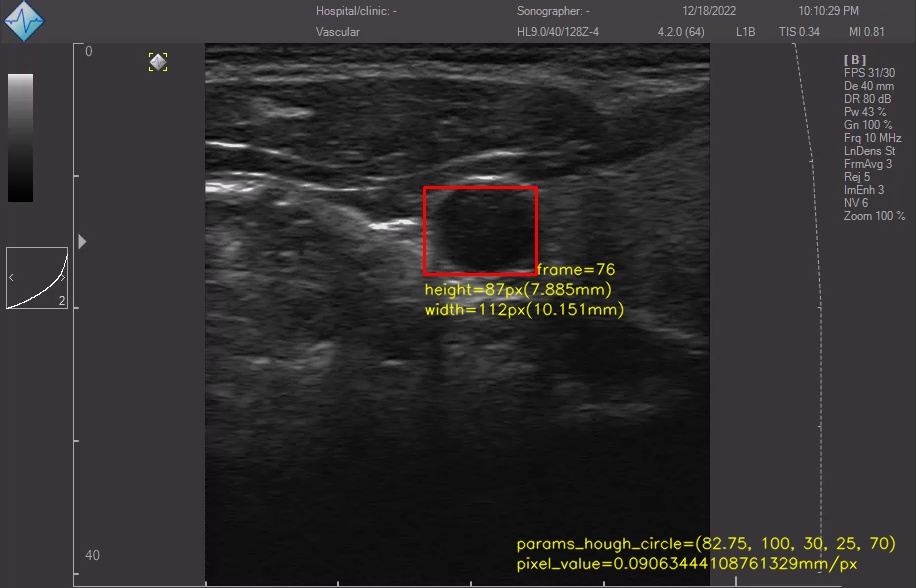 Hospital/clinic: - Sonographer: - 12/18/2022 10:10:29 PM
Vascular HL9.0/40/128Z-4 4.2.0 (64) L1B TIS 0.34 MI 0.81
0
[ B ]
FPS 31/30
De 40 mm
DR 80 dB
Pw 43 %
Gn 100 %
Frq 10 MHz
LnDens St
FrmAvg 3
Rej 5
ImEnh 3
NV 6
Zoom 100 %
2
frame=76
height=87px(7.885mm)
width=112px(10.151mm)
40
params_hough_circle=(82.75, 100, 30, 25, 70)
pixel_value=0.09063444108761329mm/px